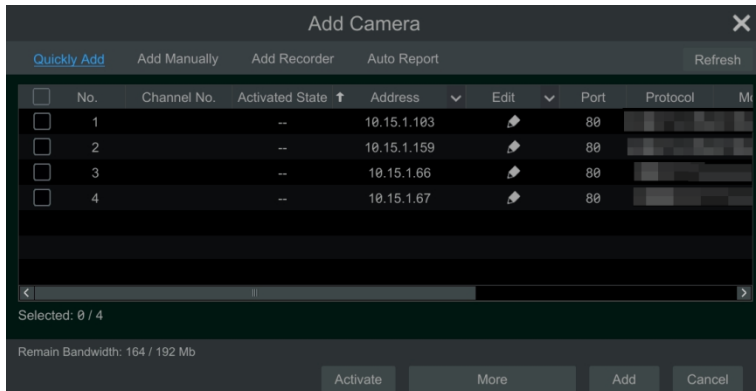 Add Camera
Quickly Add Add Manually Add Recorder Auto Report Refresh
No. Channel No. Activated State Address Edit Port Protocol
1 -- 10.15.1.103 80
2 -- 10.15.1.159 80
3 -- 10.15.1.66 80
4 -- 10.15.1.67 80
Selected: 0 / 4
Remain Bandwidth: 164 / 192 Mb
Activate More Add Cancel